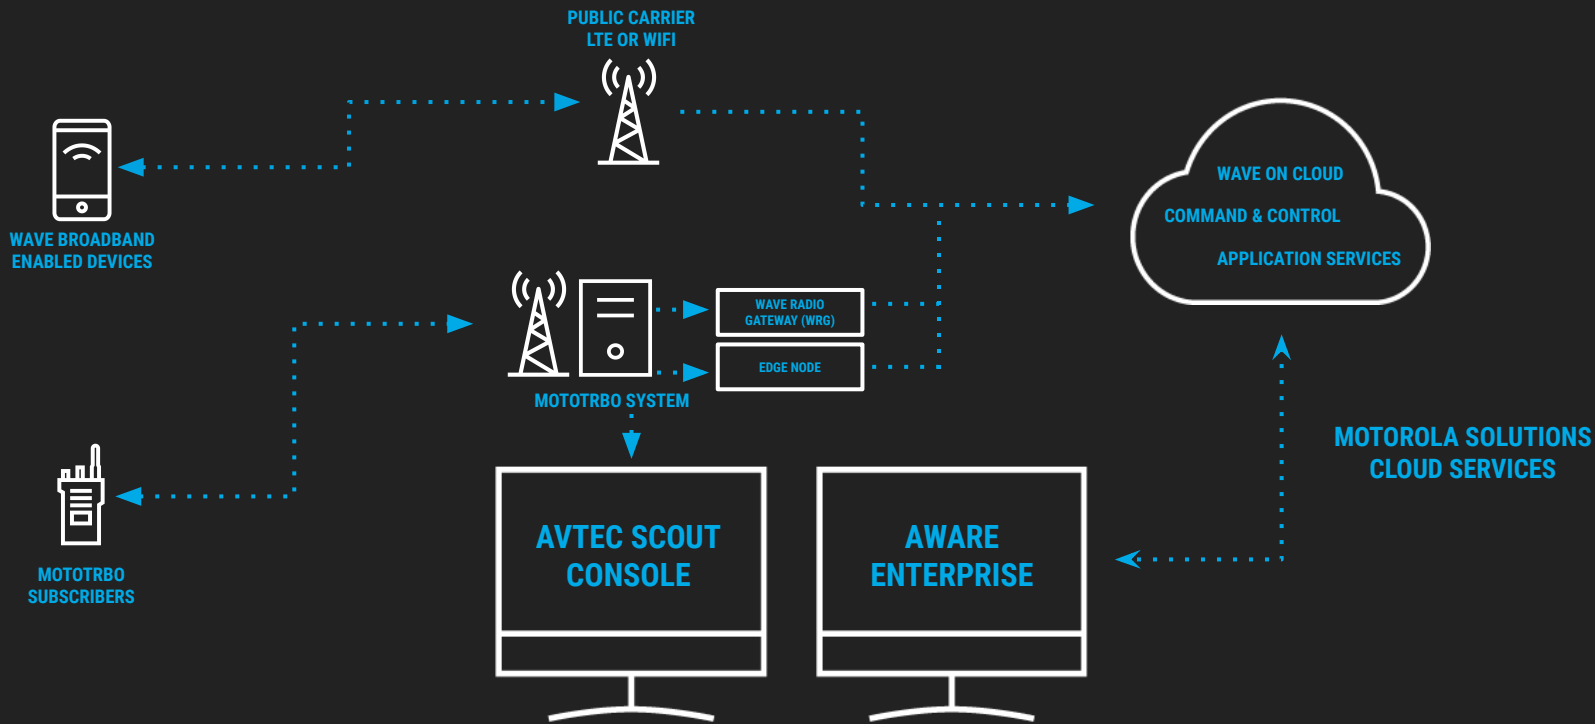 PUBLIC CARRIER
LTE OR WIFI
WAVE BROADBAND
ENABLED DEVICES
WAVE ON CLOUD
COMMAND & CONTROL
APPLICATION SERVICES
WAVE RADIO
GATEWAY (WRG)
EDGE NODE
MOTOTRBO SYSTEM
MOTOROLA SOLUTIONS
CLOUD SERVICES
AVTEC SCOUT
CONSOLE
AWARE
ENTERPRISE
MOTOTRBO
SUBSCRIBERS